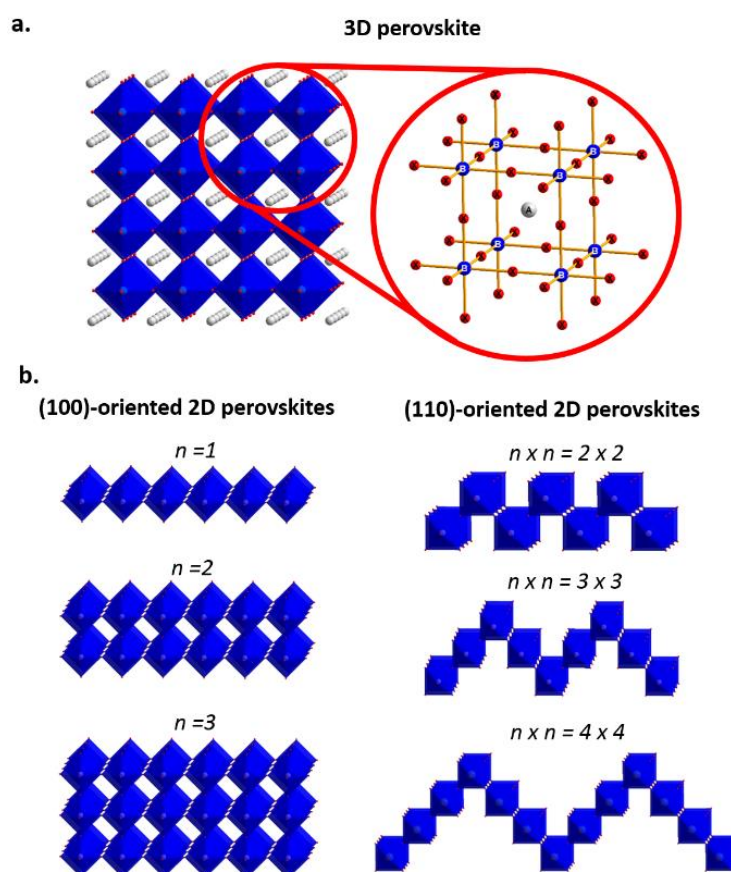 a.
3D perovskite
X X
X X
X X
B X B X
X X
X B X B X
X X
X X
A
X X
X X
X B X B X
X X
X B X B X
X X
X X
X X
b.
(100)-oriented 2D perovskites
n =1
n =2
n =3
(110)-oriented 2D perovskites
n x n = 2 x 2
n x n = 3 x 3
n x n = 4 x 4